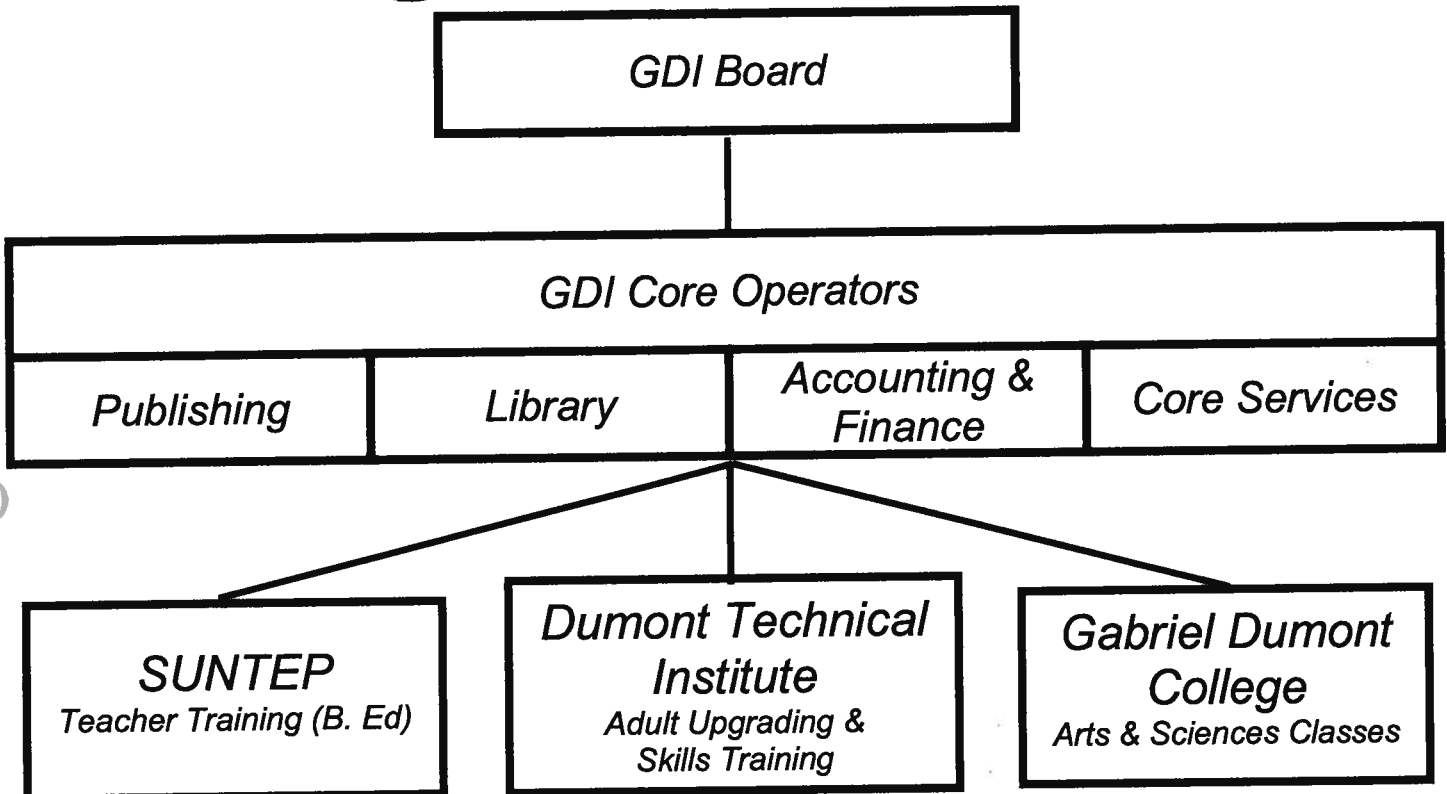 GDI Board
GDI Core Operators
Publishing
Library
Accounting &
Finance
Core Services
SUNTEP
Teacher Training (B. Ed)
Dumont Technical
Institute
Adult Upgrading &
Skills Training
Gabriel Dumont
College
Arts & Sciences Classes